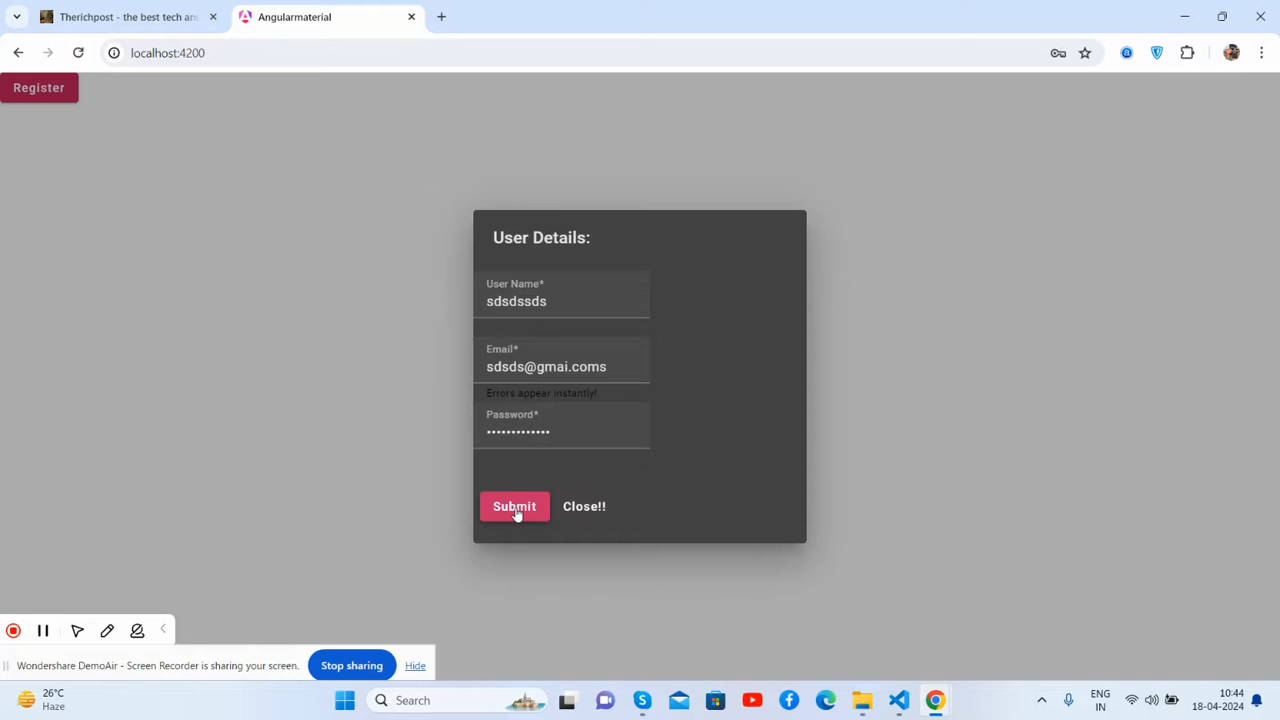 Therichpost - the best tech an
Angularmaterial
localhost:4200
Register
User Details:
User Name*
sdsdssds
Email*
sdsds@gmai.coms
Errors appear instantly!
Password*
•••••••••••••
Submit
Close!!
Wondershare DemoAir - Screen Recorder is sharing your screen.
Stop sharing
Hide
26°C
Haze
Search
ENG
IN
10:44
18-04-2024